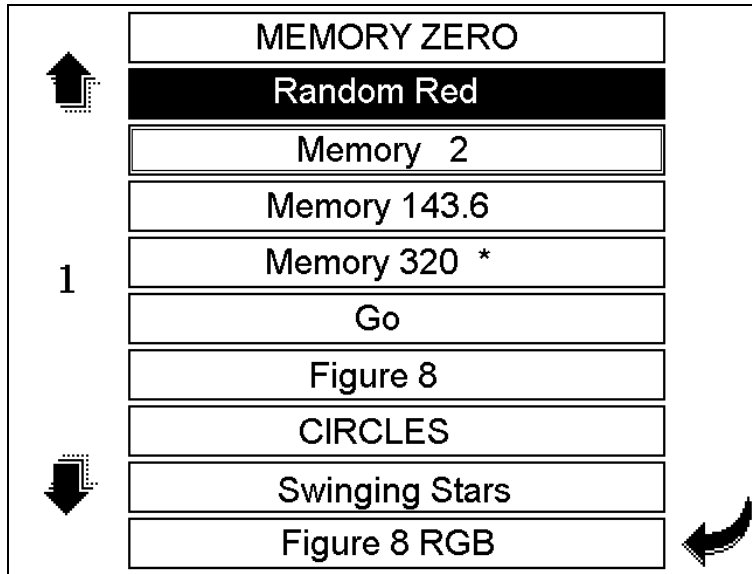 MEMORY ZERO
Random Red
Memory 2
Memory 143.6
Memory 320 *
1
Go
Figure 8
CIRCLES
Swinging Stars
Figure 8 RGB